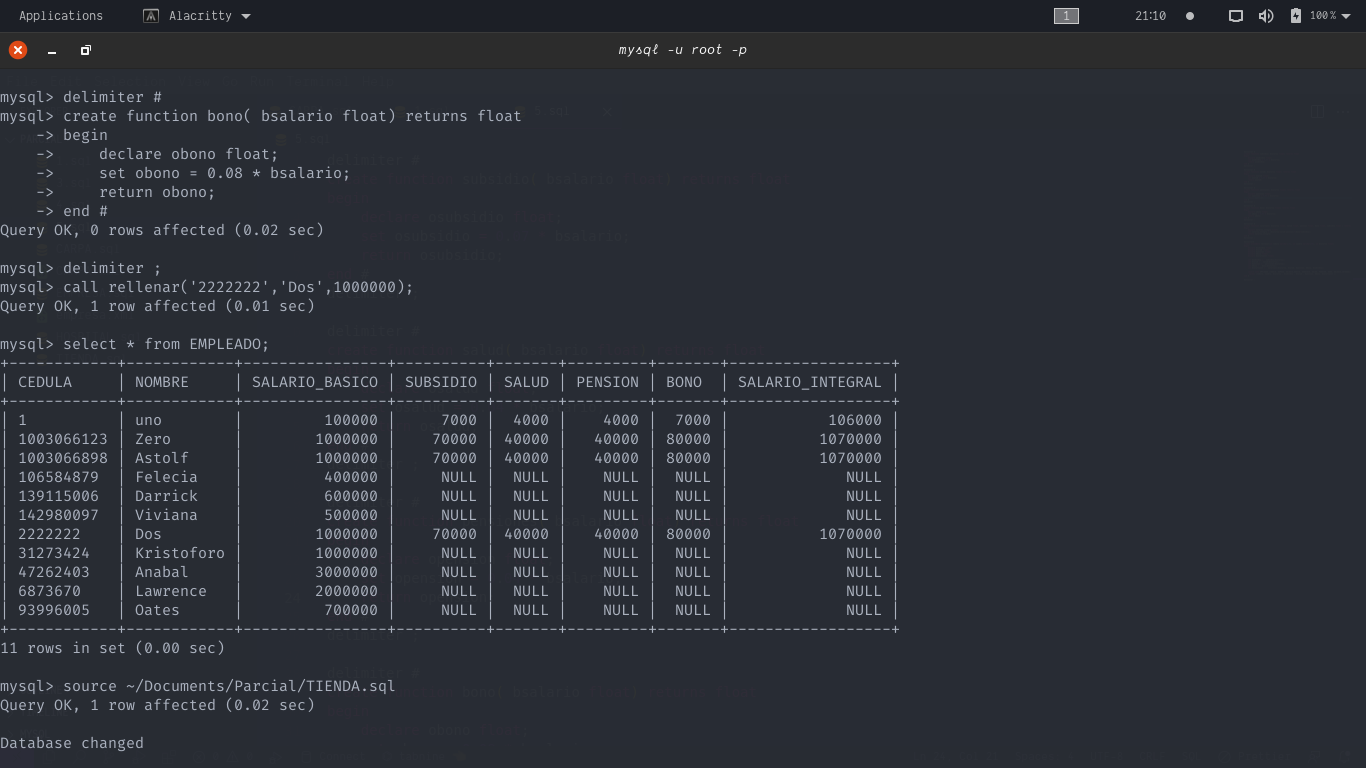 Applications Alacritty 1 21:10 100%
mysql -u root -p
mysql> delimiter #
mysql> create function bono( bsalario float) returns float
    -> begin
    ->     declare obono float;
    ->     set obono = 0.08 * bsalario;
    ->     return obono;
    -> end #
Query OK, 0 rows affected (0.02 sec)

mysql> delimiter ;
mysql> call rellenar('2222222','Dos',1000000);
Query OK, 1 row affected (0.01 sec)

mysql> select * from EMPLEADO;
+------------+------------+----------------+----------+-------+---------+-------+------------------+
| CEDULA     | NOMBRE     | SALARIO_BASICO | SUBSIDIO | SALUD | PENSION | BONO  | SALARIO_INTEGRAL |
+------------+------------+----------------+----------+-------+---------+-------+------------------+
| 1          | uno        |         100000 |     7000 |  4000 |    4000 |  7000 |           106000 |
| 1003066123 | Zero       |        1000000 |    70000 | 40000 |   40000 | 80000 |          1070000 |
| 1003066898 | Astolf     |        1000000 |    70000 | 40000 |   40000 | 80000 |          1070000 |
| 106584879  | Felecia    |         400000 |     NULL |  NULL |    NULL |  NULL |             NULL |
| 139115006  | Darrick    |         600000 |     NULL |  NULL |    NULL |  NULL |             NULL |
| 142980097  | Viviana    |         500000 |     NULL |  NULL |    NULL |  NULL |             NULL |
| 2222222    | Dos        |        1000000 |    70000 | 40000 |   40000 | 80000 |          1070000 |
| 31273424   | Kristoforo |        1000000 |     NULL |  NULL |    NULL |  NULL |             NULL |
| 47262403   | Anabal     |        3000000 |     NULL |  NULL |    NULL |  NULL |             NULL |
| 6873670    | Lawrence   |        2000000 |     NULL |  NULL |    NULL |  NULL |             NULL |
| 93996005   | Oates      |         700000 |     NULL |  NULL |    NULL |  NULL |             NULL |
+------------+------------+----------------+----------+-------+---------+-------+------------------+
11 rows in set (0.00 sec)

mysql> source ~/Documents/Parcial/TIENDA.sql
Query OK, 1 row affected (0.02 sec)

Database changed